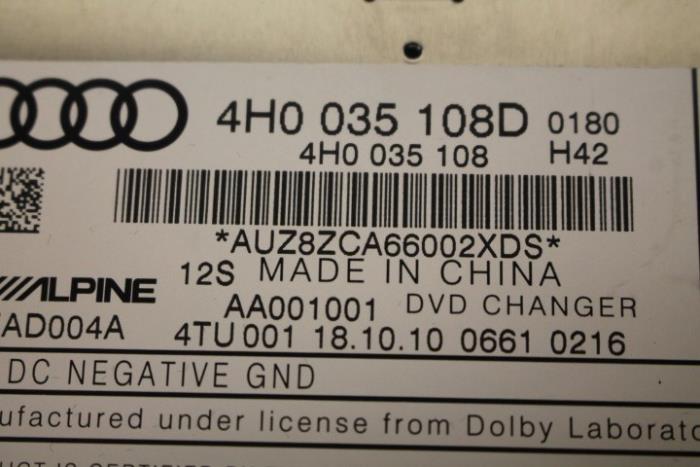 4H0 035 108D 0180
4H0 035 108 H42
*AUZ8ZCA66002XDS*
12S MADE IN CHINA
ALPINE AA001001 DVD CHANGER
AD004A 4TU 001 18.10.10 0661 0216
DC NEGATIVE GND
ufactured under license from Dolby Laborato